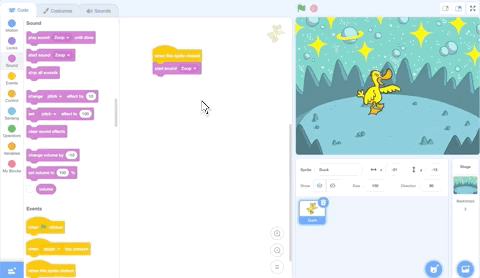 Code
Costumes
Sounds
Sound
Motion
Looks
Sound
Events
Control
Sensing
Operators
Variables
My Blocks
play sound Zoop until done
start sound Zoop
stop all sounds
change pitch effect by 10
set pitch effect to 100
clear sound effects
change volume by -10
set volume to 100 %
volume
Events
when clicked
when space key pressed
when this sprite clicked
when this sprite clicked
start sound Zoop
Sprite Duck
Show Size 100 Direction 90
Duck
Stage
Backdrops